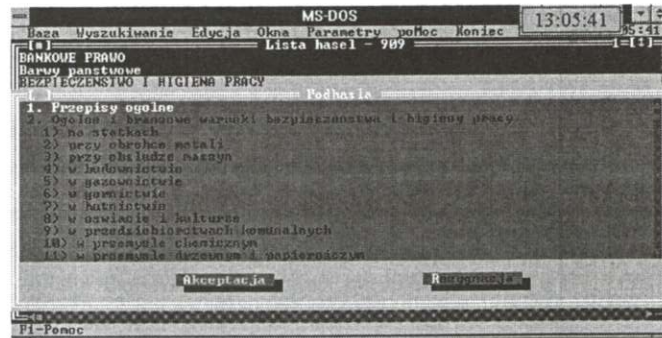 MS-DOS
13:05:41
Baza Wyszukiwanie Edycja Okna Parametry poMoc Koniec
Lista hasel - 909
BANKOWE PRAWO
Barwy panstwowe
BEZPIECZENSTWO I HIGIENA PRACY
Podhasla
1. Przepisy ogolne
2. Ogolne i branzowe warunki bezpieczenstwa i higieny pracy
1) na statkach
2) przy obrobce metali
3) przy obsludze maszyn
4) w budownictwie
5) w gazownictwie
6) w gornictwie
7) w hutnictwie
8) w oswiacie i kulturze
9) w przedsiebiorstwach komunalnych
10) w przemysle chemicznym
11) w przemysle drzewnym i papierniczym
Akceptacja Rezygnacja
F1-Pomoc